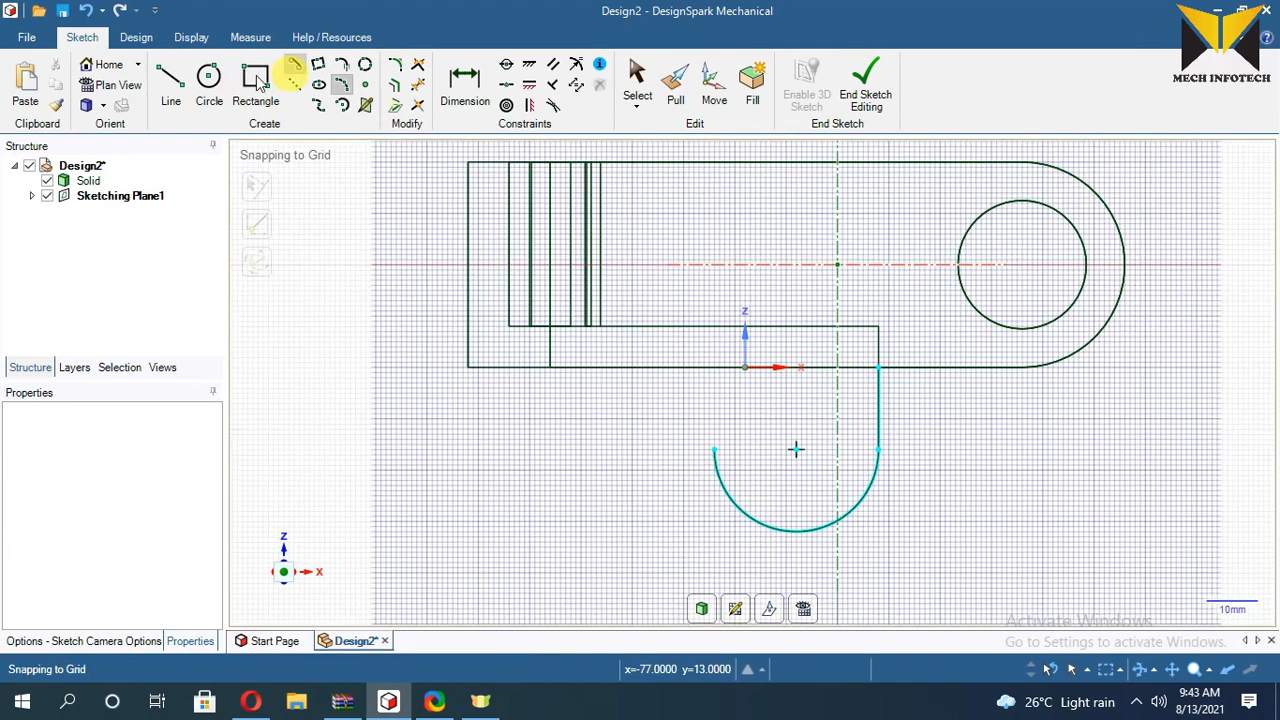 Design2 - DesignSpark Mechanical
MECH INFOTECH
File
Sketch
Design
Display
Measure
Help / Resources
Paste
Clipboard
Home
Plan View
Orient
Line
Circle
Rectangle
Create
Modify
Dimension
Constraints
Select
Pull
Move
Fill
Edit
Enable 3D
Sketch
End Sketch
Editing
End Sketch
Structure
Design2*
Solid
Sketching Plane1
Snapping to Grid
Z
X
Structure
Layers
Selection
Views
Properties
Z
X
10mm
Activate Windows
Go to Settings to activate Windows.
Options - Sketch Camera Options
Properties
Start Page
Design2*
Snapping to Grid
x=-77.0000 y=13.0000
26°C Light rain
9:43 AM
8/13/2021